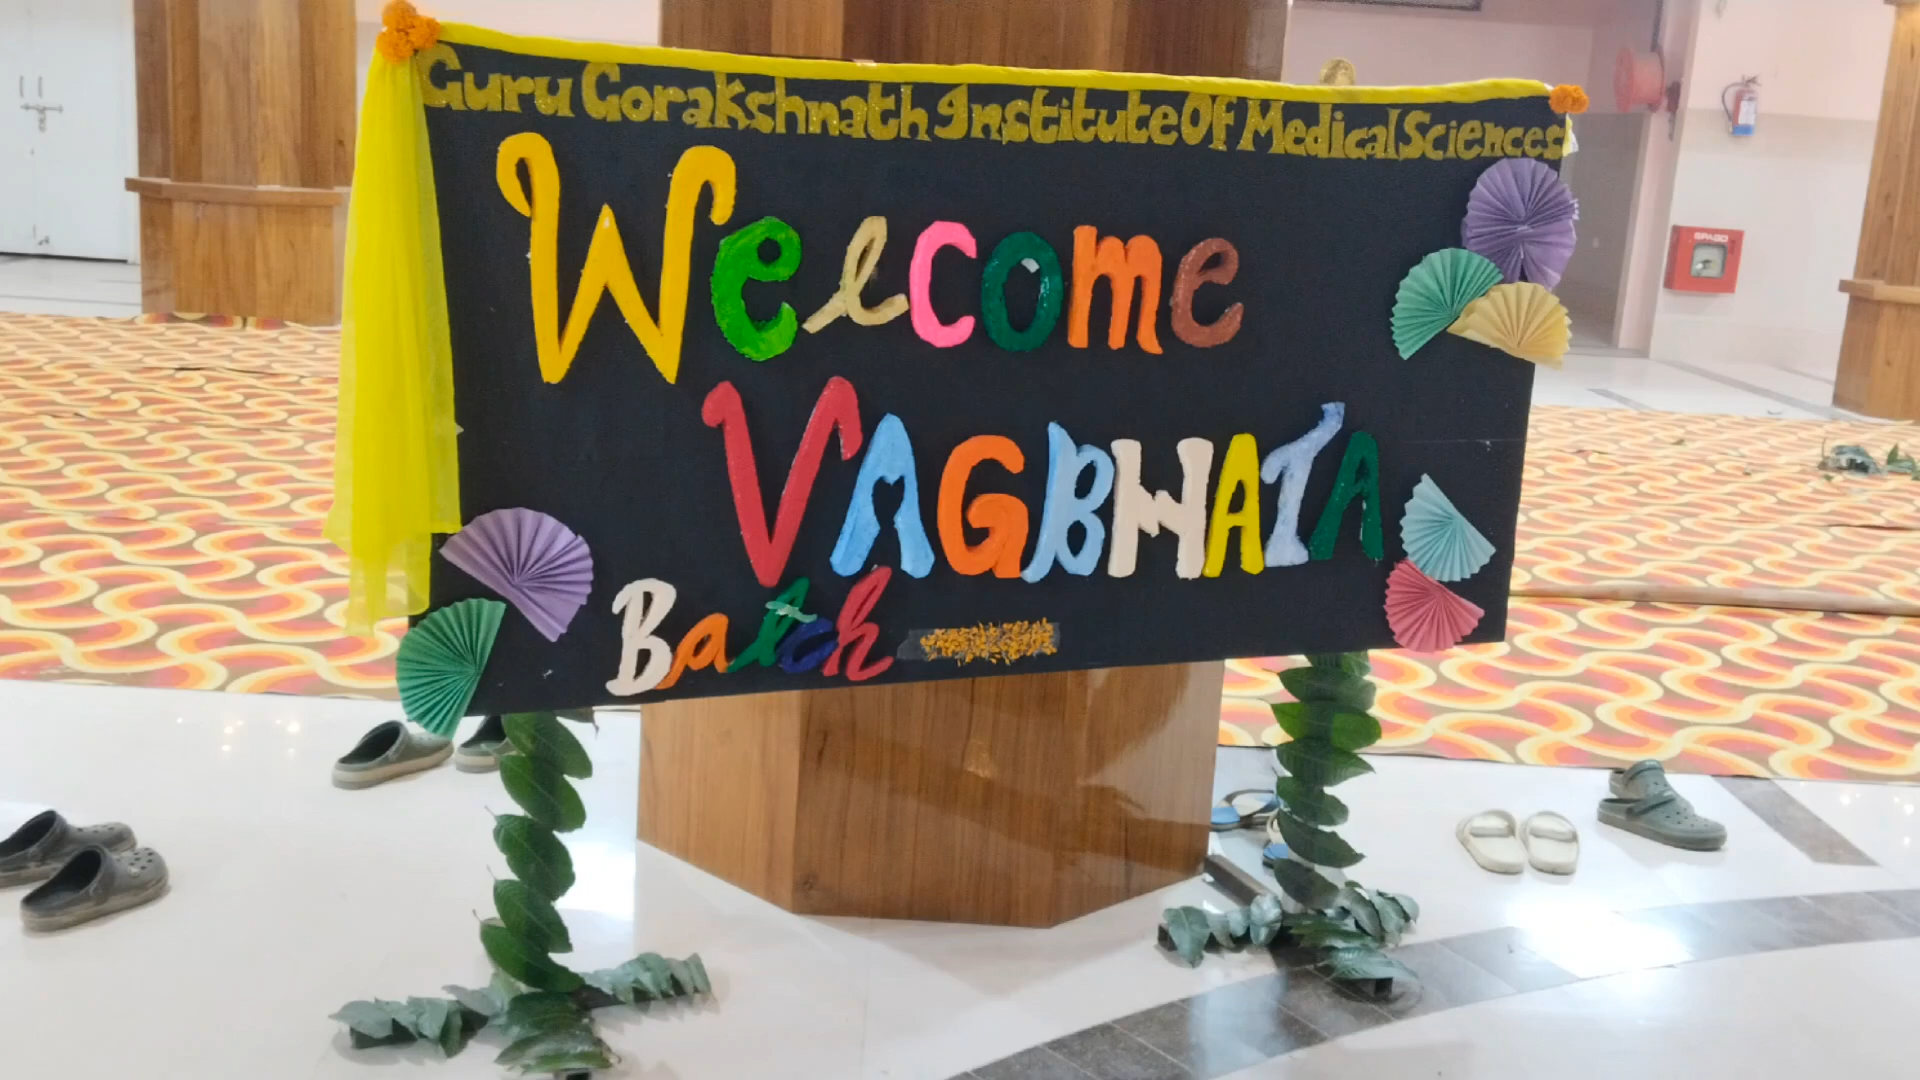 Guru Gorakshnath Institute Of Medical Sciences
Welcome
VAGBHATA
Batch